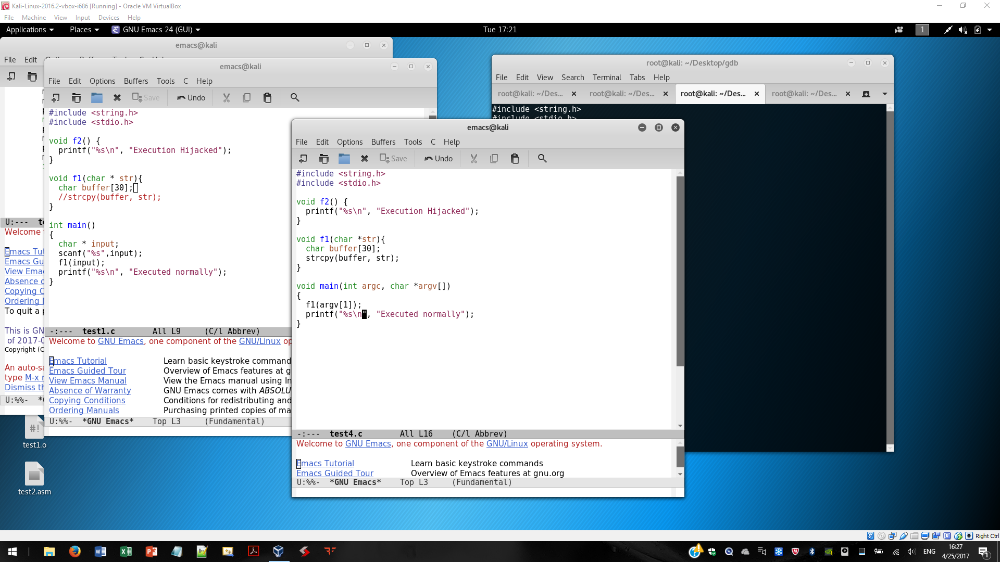 Kali-Linux-2016.2-vbox-i686 [Running] - Oracle VM VirtualBox
File Machine View Input Devices Help
Applications Places GNU Emacs 24 (GUI) Tue 17:21 1
emacs@kali
File Edit
emacs@kali
File Edit Options Buffers Tools C Help
Save Undo
#include <string.h>
#include <stdio.h>
void f2() {
printf("%s\n", "Execution Hijacked");
}
void f1(char * str){
char buffer[30];
//strcpy(buffer, str);
}
int main()
{
char * input;
scanf("%s",input);
f1(input);
printf("%s\n", "Executed normally");
}
-:--- test1.c All L9 (C/l Abbrev)
Welcome to GNU Emacs, one component of the GNU/Linux
Emacs Tutorial Learn basic keystroke command
Emacs Guided Tour Overview of Emacs features at
View Emacs Manual View the Emacs manual using
Absence of Warranty GNU Emacs comes with ABSOLU
Copying Conditions Conditions for redistributing and
Ordering Manuals Purchasing printed copies of
U:%%- *GNU Emacs* Top L3 (Fundamental)
U:---
Welcome
Emacs
Emacs
View
Absence
Copying
Ordering
To quit a
This is
of
Copyright
An
type M-x
Dismiss
U:%%-
root@kali: ~/Desktop/gdb
File Edit View Search Terminal Tabs Help
root@kali: ~/Des... root@kali: ~/Des... root@kali: ~/Des... root@kali: ~/Des...
#include <string.h>
#include <stdio.h>
emacs@kali
File Edit Options Buffers Tools C Help
Save Undo
#include <string.h>
#include <stdio.h>
void f2() {
printf("%s\n", "Execution Hijacked");
}
void f1(char *str){
char buffer[30];
strcpy(buffer, str);
}
void main(int argc, char *argv[])
{
f1(argv[1]);
printf("%s\n", "Executed normally");
}
-:--- test4.c All L16 (C/l Abbrev)
Welcome to GNU Emacs, one component of the GNU/Linux operating system.
Emacs Tutorial Learn basic keystroke commands
Emacs Guided Tour Overview of Emacs features at gnu.org
U:%%- *GNU Emacs* Top L3 (Fundamental)
#!
test1.o
test2.asm
Right Ctrl
ENG 16:27
4/25/2017
1